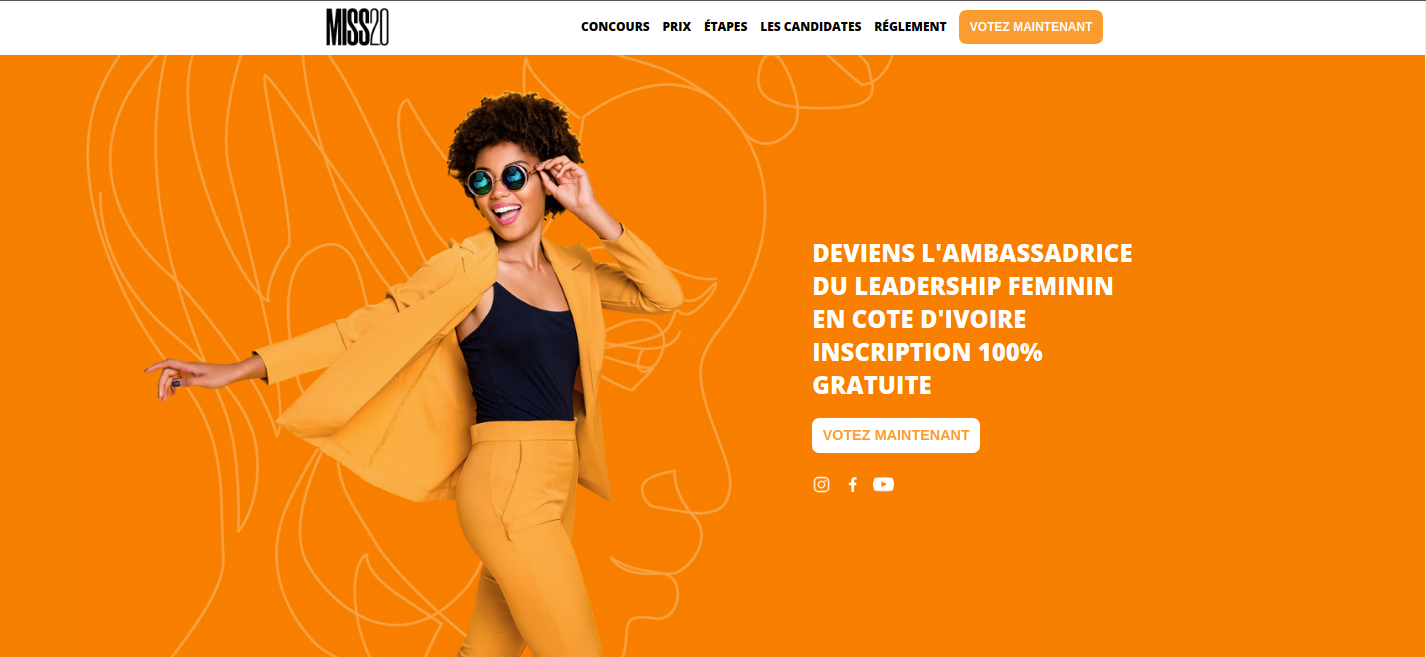 MISS20
CONCOURS PRIX ÉTAPES LES CANDIDATES RÉGLEMENT VOTEZ MAINTENANT
DEVIENS L'AMBASSADRICE
DU LEADERSHIP FEMININ
EN COTE D'IVOIRE
INSCRIPTION 100%
GRATUITE
VOTEZ MAINTENANT